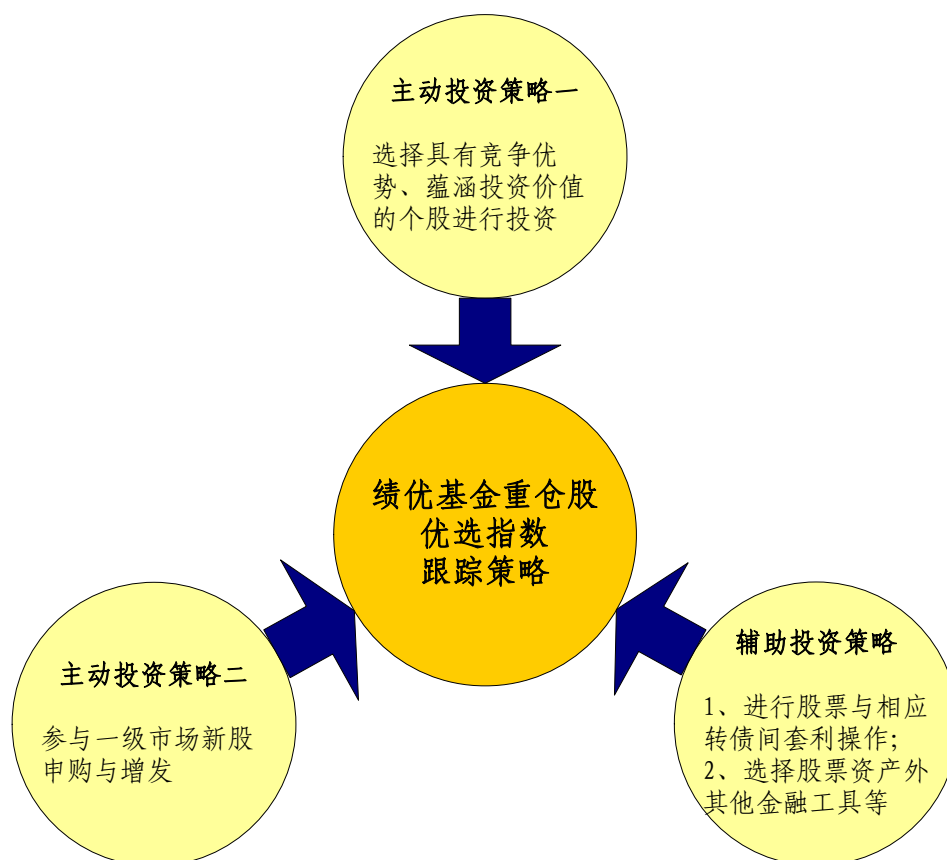 主动投资策略一
选择具有竞争优
势、蕴涵投资价值
的个股进行投资
绩优基金重仓股
优选指数
跟踪策略
主动投资策略二
参与一级市场新股
申购与增发
辅助投资策略
1、进行股票与相应
转债间套利操作;
2、选择股票资产外
其他金融工具等